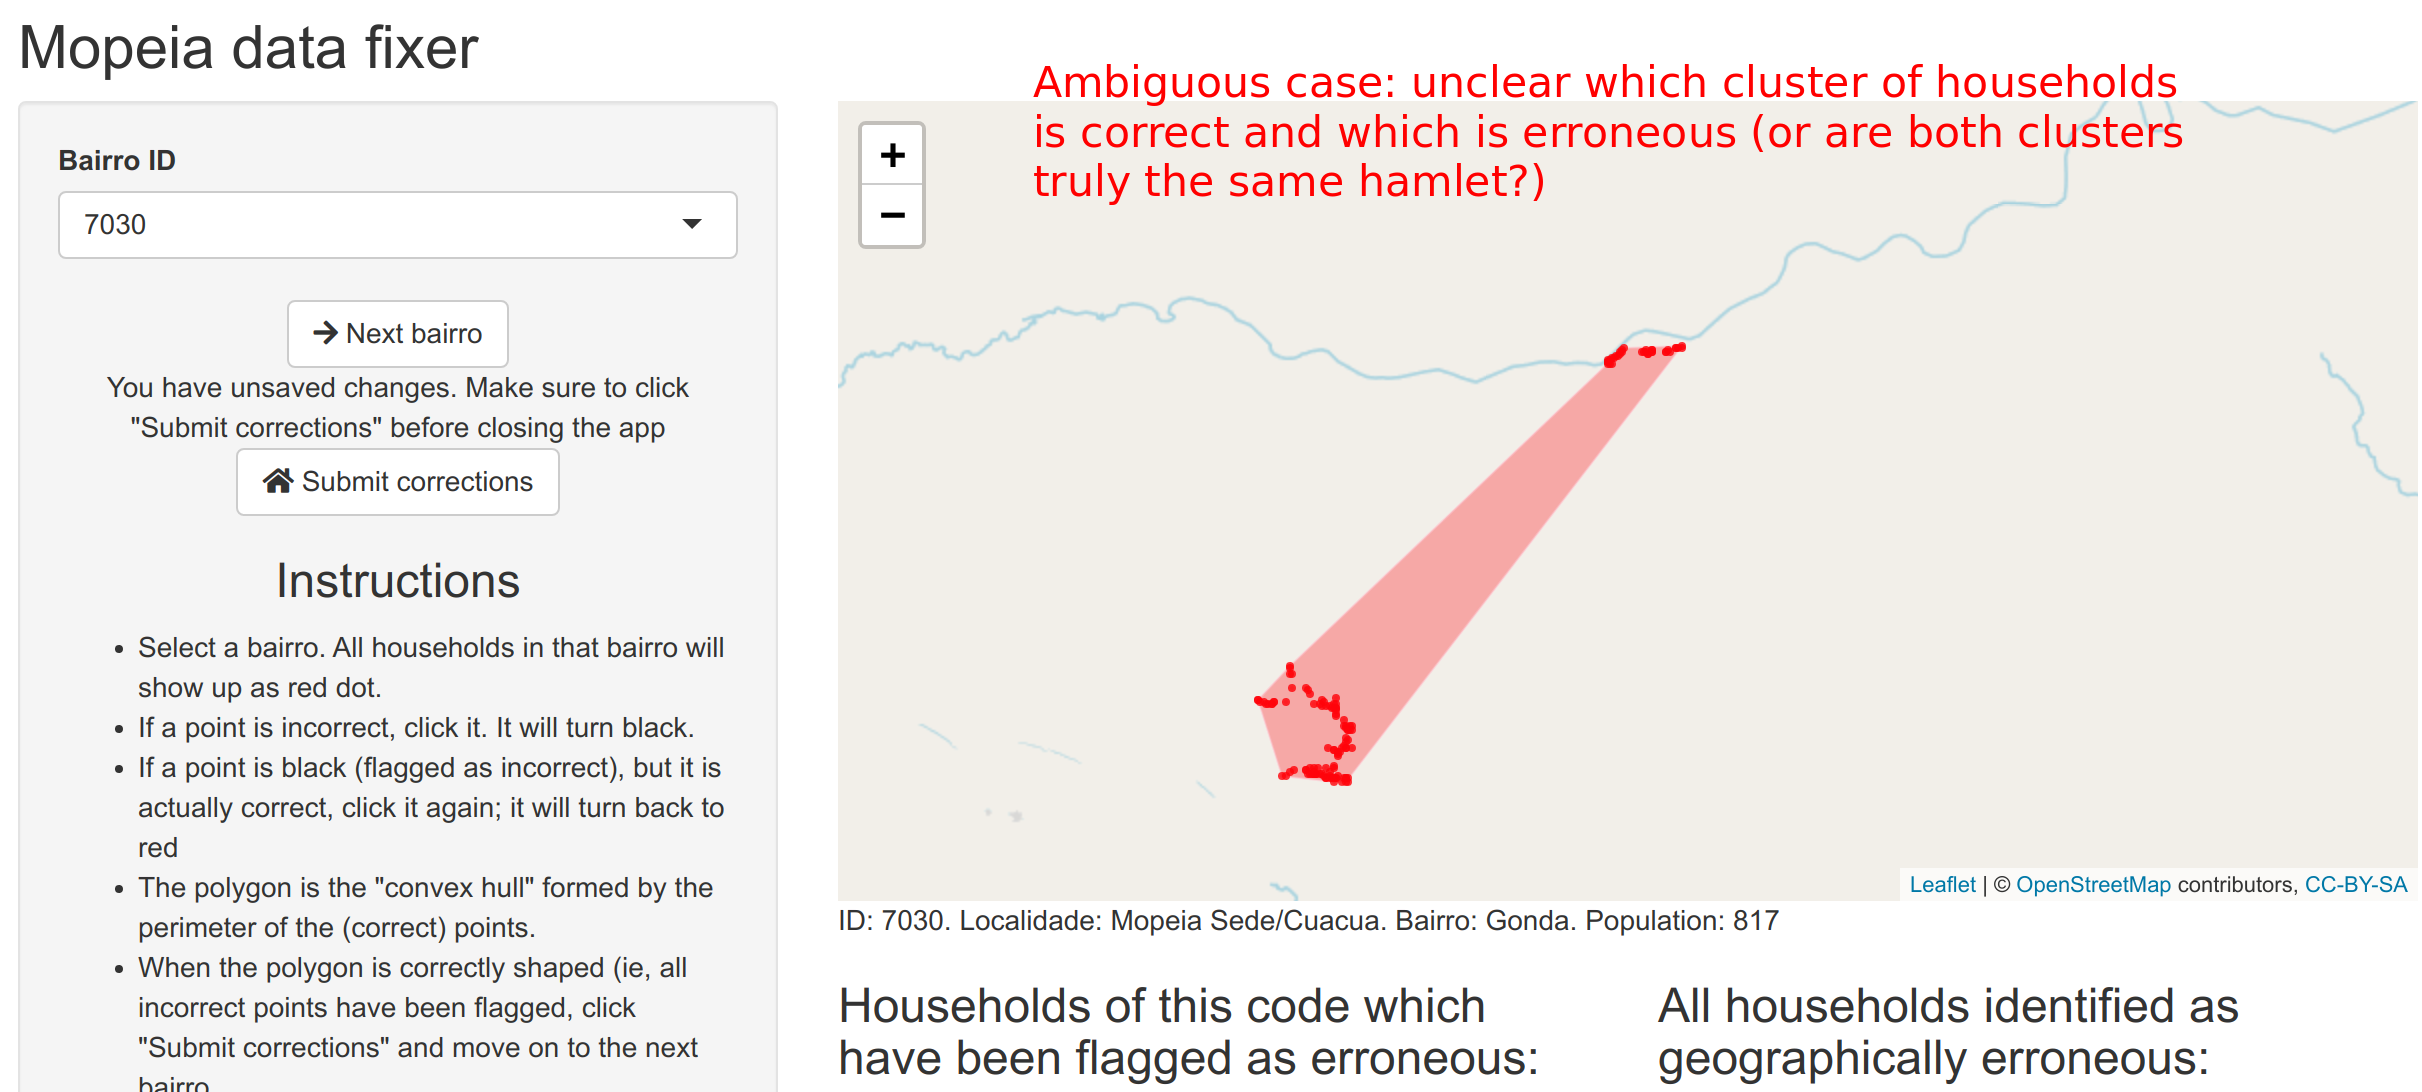 Mopeia data fixer
Bairro ID
7030
Next bairro
You have unsaved changes. Make sure to click
"Submit corrections" before closing the app
Submit corrections
Instructions
• Select a bairro. All households in that bairro will
show up as red dot.
• If a point is incorrect, click it. It will turn black.
• If a point is black (flagged as incorrect), but it is
actually correct, click it again; it will turn back to
red
• The polygon is the "convex hull" formed by the
perimeter of the (correct) points.
• When the polygon is correctly shaped (ie, all
incorrect points have been flagged, click
"Submit corrections" and move on to the next
bairro
Ambiguous case: unclear which cluster of households
is correct and which is erroneous (or are both clusters
truly the same hamlet?)
+
−
Leaflet | © OpenStreetMap contributors, CC-BY-SA
ID: 7030. Localidade: Mopeia Sede/Cuacua. Bairro: Gonda. Population: 817
Households of this code which
have been flagged as erroneous:
All households identified as
geographically erroneous: